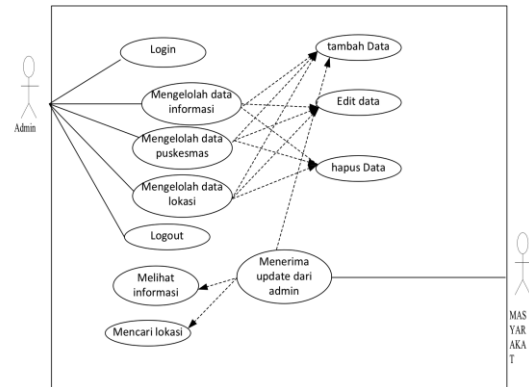 Login
tambah Data
Admin
Mengelolah data
informasi
Edit data
Mengelolah data
puskesmas
hapus Data
Mengelolah data
lokasi
Logout
Menerima
update dari
admin
Melihat
informasi
Mencari lokasi
MAS
YAR
AKA
T